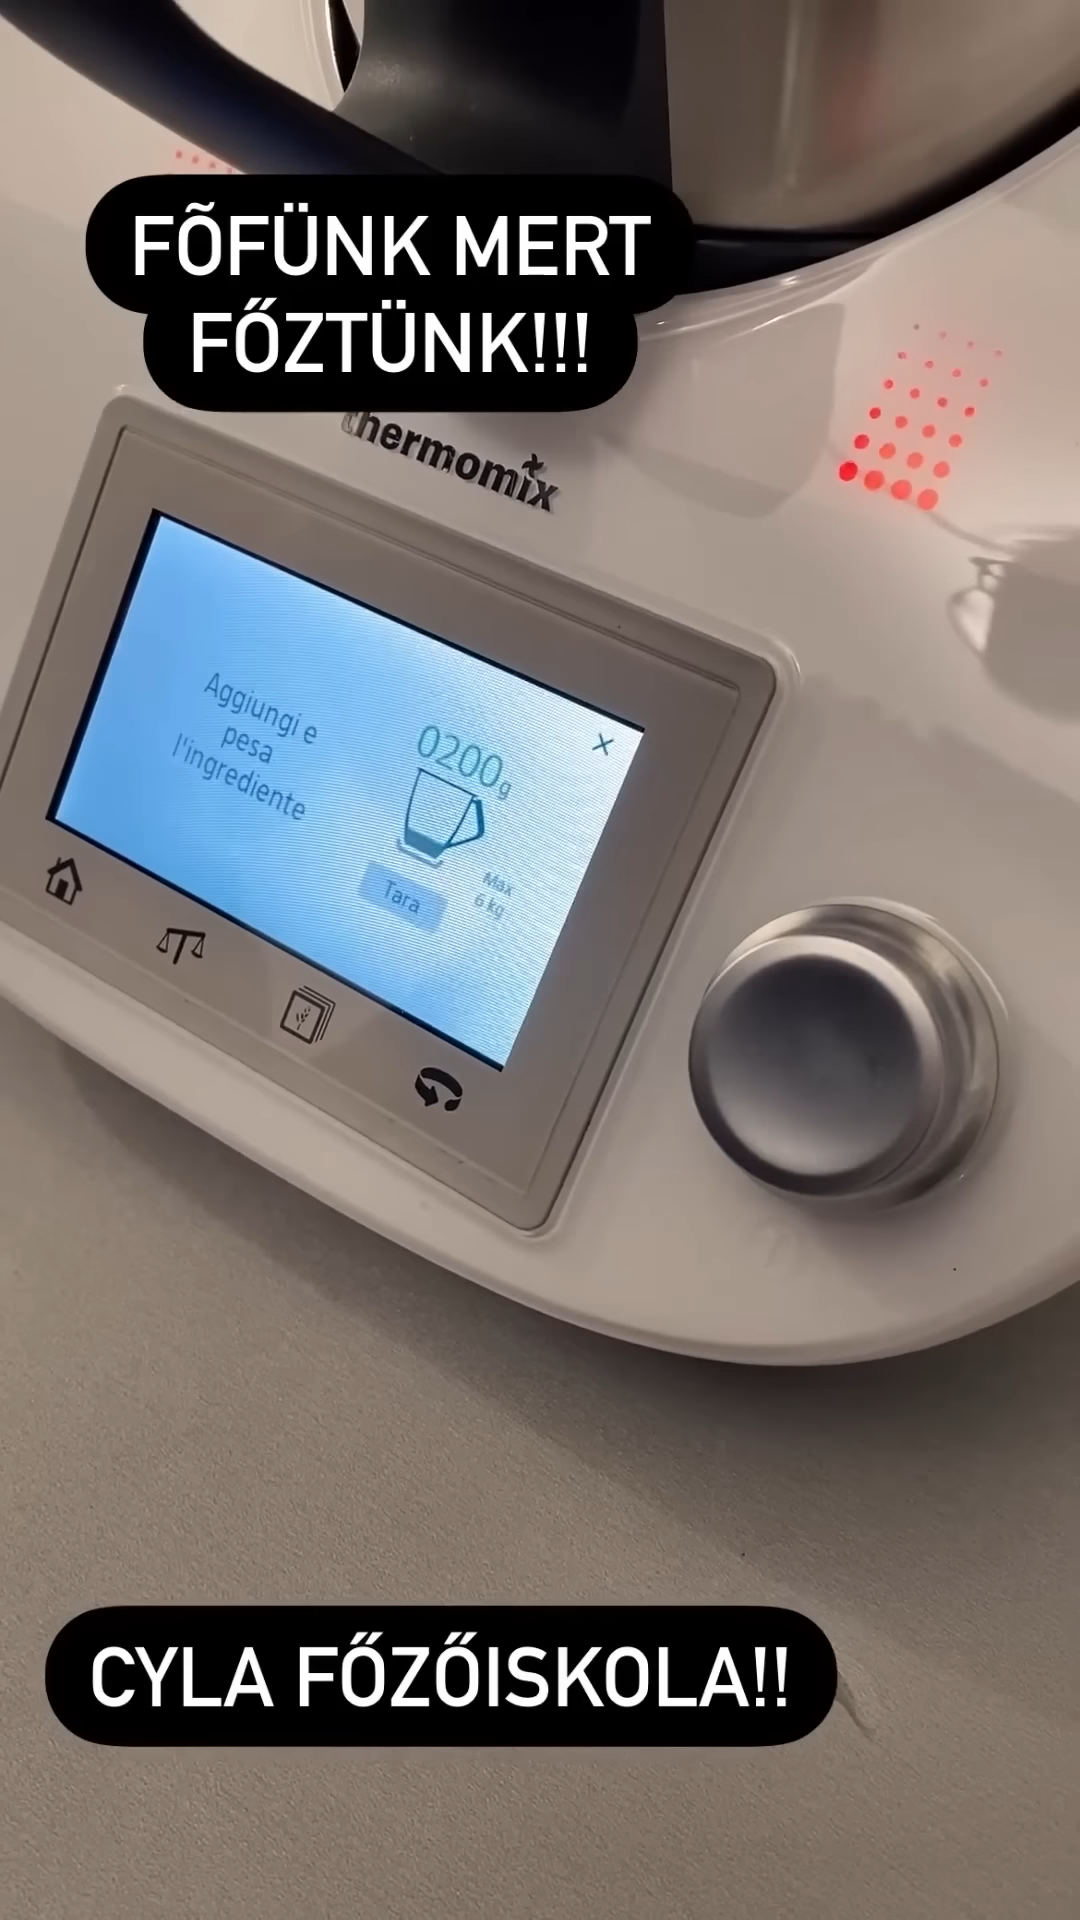 FÕFÜNK MERT
FŐZTÜNK!!!
thermomix
Aggiungi e
pesa
l'ingrediente
0200g
Tara
Max
6 kg
CYLA FŐZŐISKOLA!!